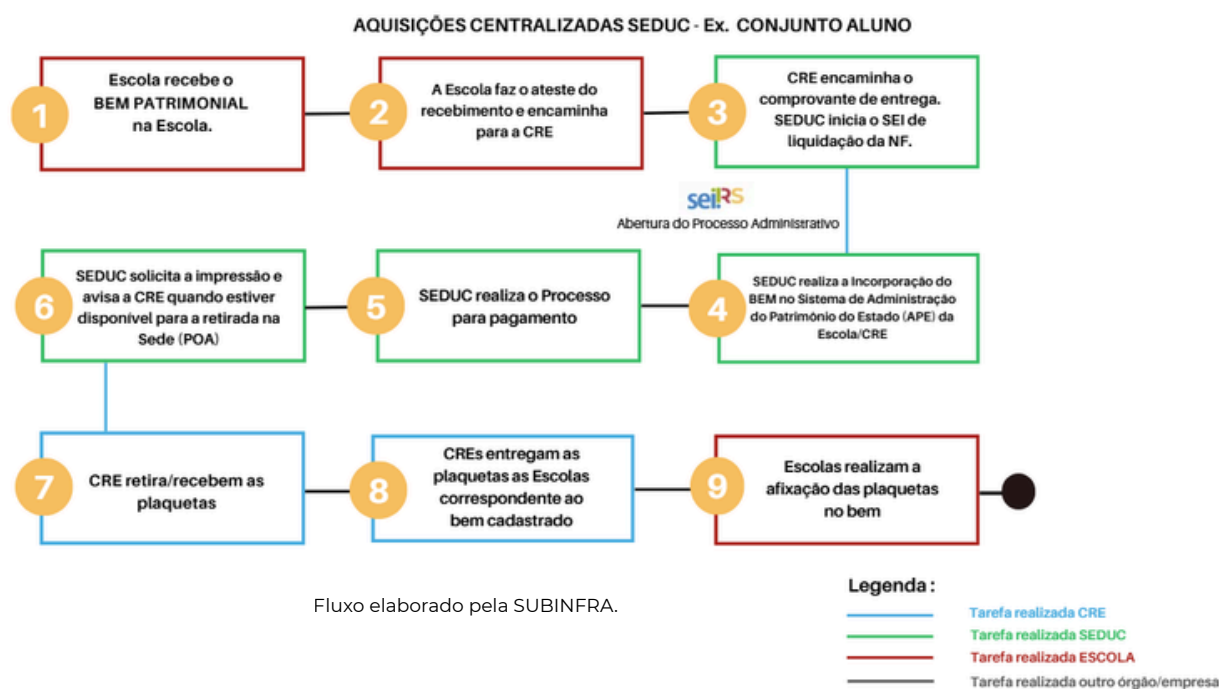 AQUISIÇÕES CENTRALIZADAS SEDUC - Ex. CONJUNTO ALUNO
1
Escola recebe o
BEM PATRIMONIAL
na Escola.
2
A Escola faz o ateste do
recebimento e encaminha
para a CRE
3
CRE encaminha o
comprovante de entrega.
SEDUC inicia o SEI de
liquidação da NF.
sei!RS
Abertura do Processo Administrativo
4
SEDUC realiza a Incorporação do
BEM no Sistema de Administração
do Patrimônio do Estado (APE) da
Escola/CRE
5
SEDUC realiza o Processo
para pagamento
6
SEDUC solicita a impressão e
avisa a CRE quando estiver
disponível para a retirada na
Sede (POA)
7
CRE retira/recebem as
plaquetas
8
CREs entregam as
plaquetas as Escolas
correspondente ao
bem cadastrado
9
Escolas realizam a
afixação das plaquetas
no bem
Fluxo elaborado pela SUBINFRA.
Legenda :
Tarefa realizada CRE
Tarefa realizada SEDUC
Tarefa realizada ESCOLA
Tarefa realizada outro órgão/empresa